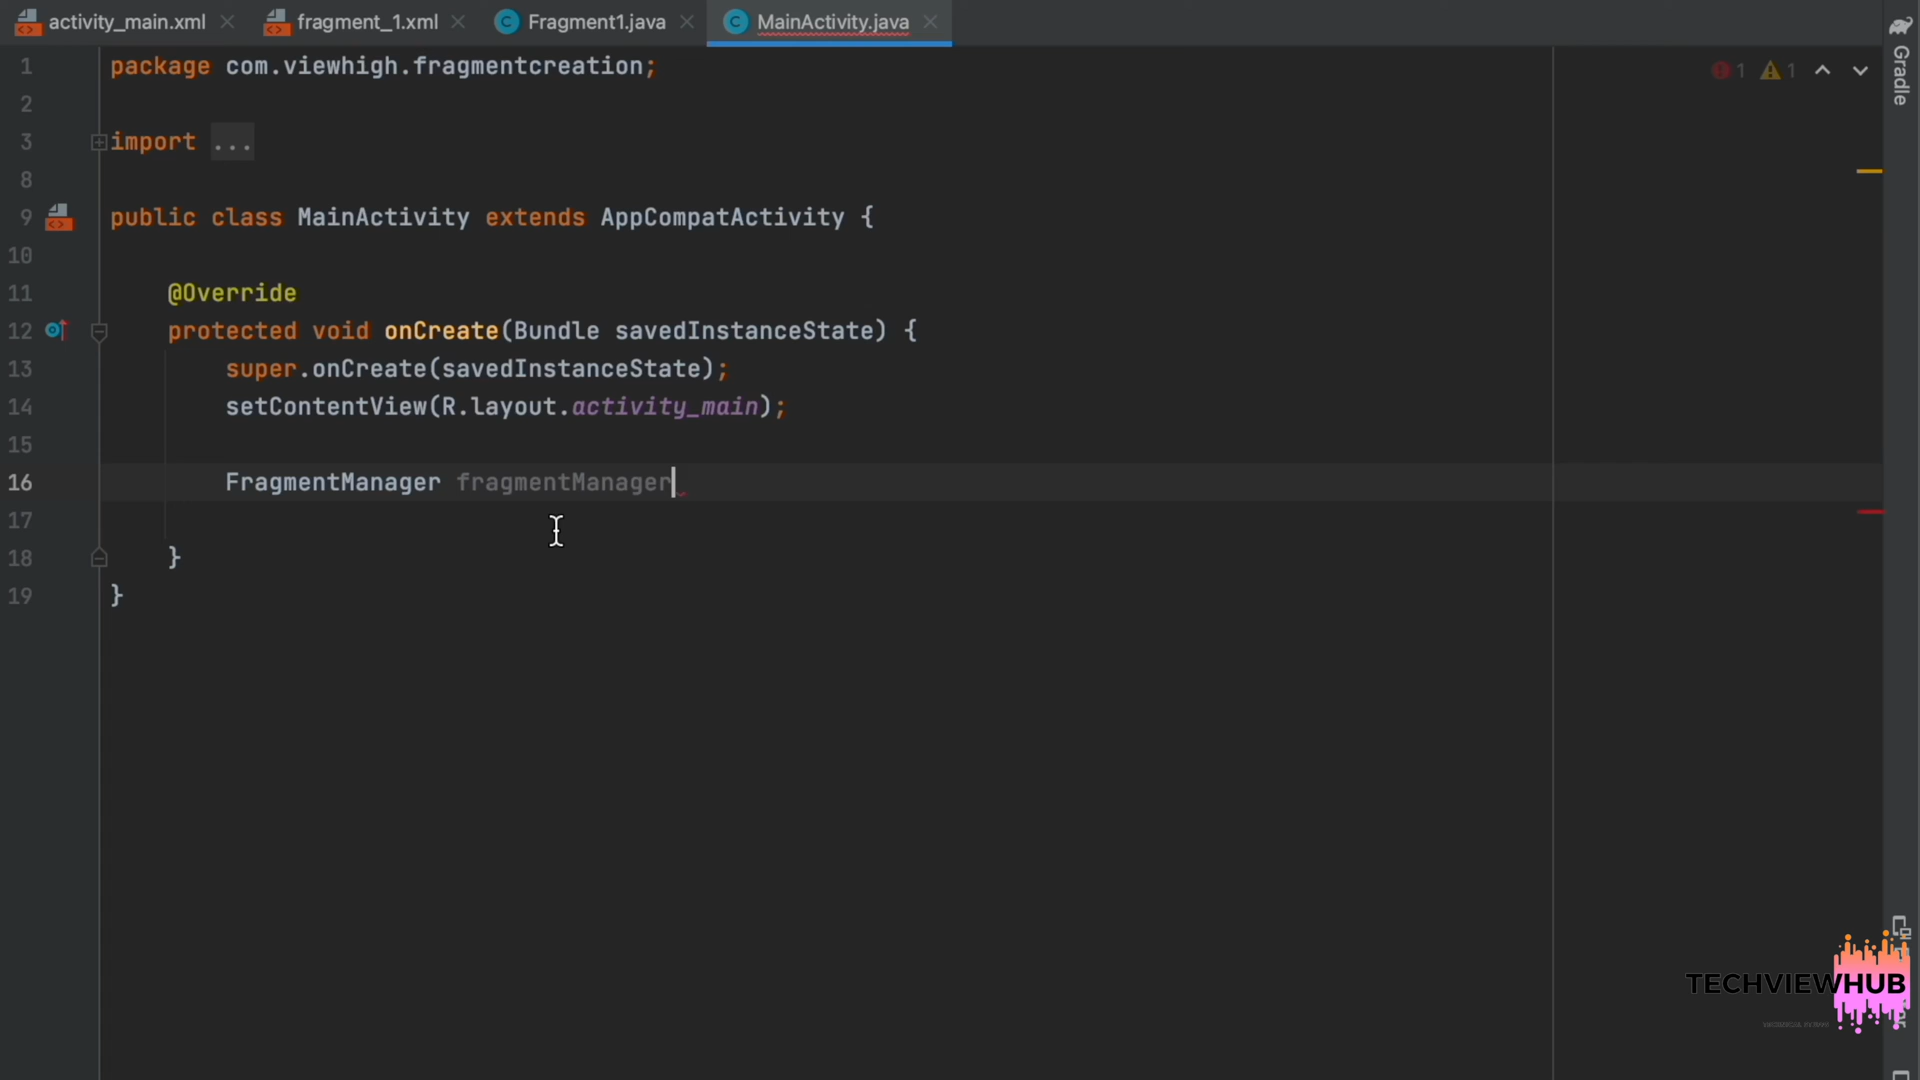 activity_main.xml fragment_1.xml Fragment1.java MainActivity.java
1 package com.viewhigh.fragmentcreation; 1 1
2
3 import ...
8
9 public class MainActivity extends AppCompatActivity {
10
11 @Override
12 protected void onCreate(Bundle savedInstanceState) {
13 super.onCreate(savedInstanceState);
14 setContentView(R.layout.activity_main);
15
16 FragmentManager fragmentManager
17
18 }
19 }
Gradle
TECHVIEWHUB